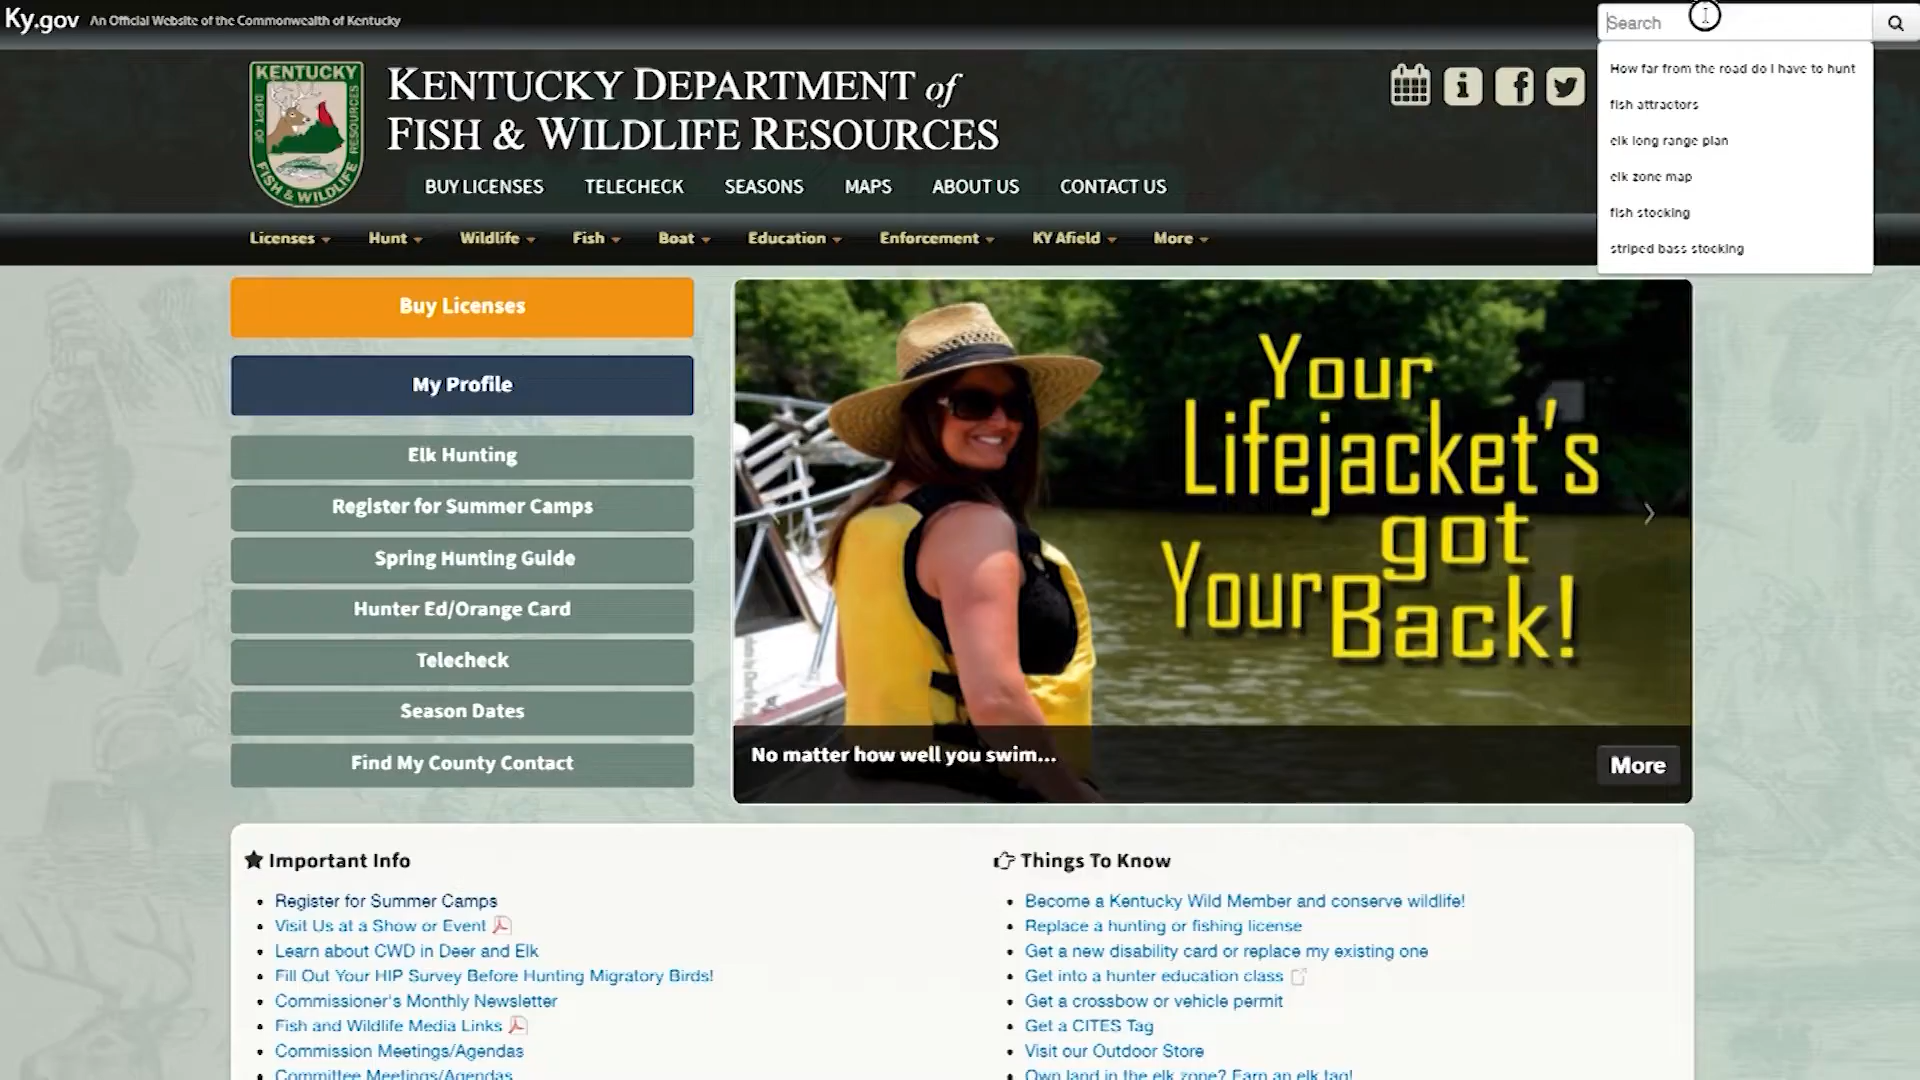 Ky.gov An Official Website of the Commonwealth of Kentucky
Search
How far from the road do I have to hunt
fish attractors
elk long range plan
elk zone map
fish stocking
striped bass stocking
KENTUCKY
DEPT. OF
RESOURCES
FISH & WILDLIFE
KENTUCKY DEPARTMENT of
FISH & WILDLIFE RESOURCES
BUY LICENSES TELECHECK SEASONS MAPS ABOUT US CONTACT US
Licenses Hunt Wildlife Fish Boat Education Enforcement KY Afield More
Buy Licenses
My Profile
Elk Hunting
Register for Summer Camps
Spring Hunting Guide
Hunter Ed/Orange Card
Telecheck
Season Dates
Find My County Contact
Your
Lifejacket's
got
Your Back!
No matter how well you swim...
More
Important Info
Register for Summer Camps
Visit Us at a Show or Event
Learn about CWD in Deer and Elk
Fill Out Your HIP Survey Before Hunting Migratory Birds!
Commissioner's Monthly Newsletter
Fish and Wildlife Media Links
Commission Meetings/Agendas
Committee Meetings/Agendas
Things To Know
Become a Kentucky Wild Member and conserve wildlife!
Replace a hunting or fishing license
Get a new disability card or replace my existing one
Get into a hunter education class
Get a crossbow or vehicle permit
Get a CITES Tag
Visit our Outdoor Store
Own land in the elk zone? Earn an elk tag!